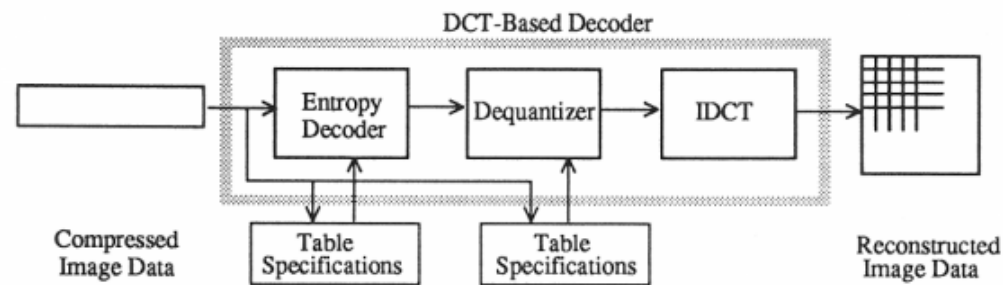 DCT-Based Decoder
Entropy
Decoder
Dequantizer
IDCT
Compressed
Image Data
Table
Specifications
Table
Specifications
Reconstructed
Image Data